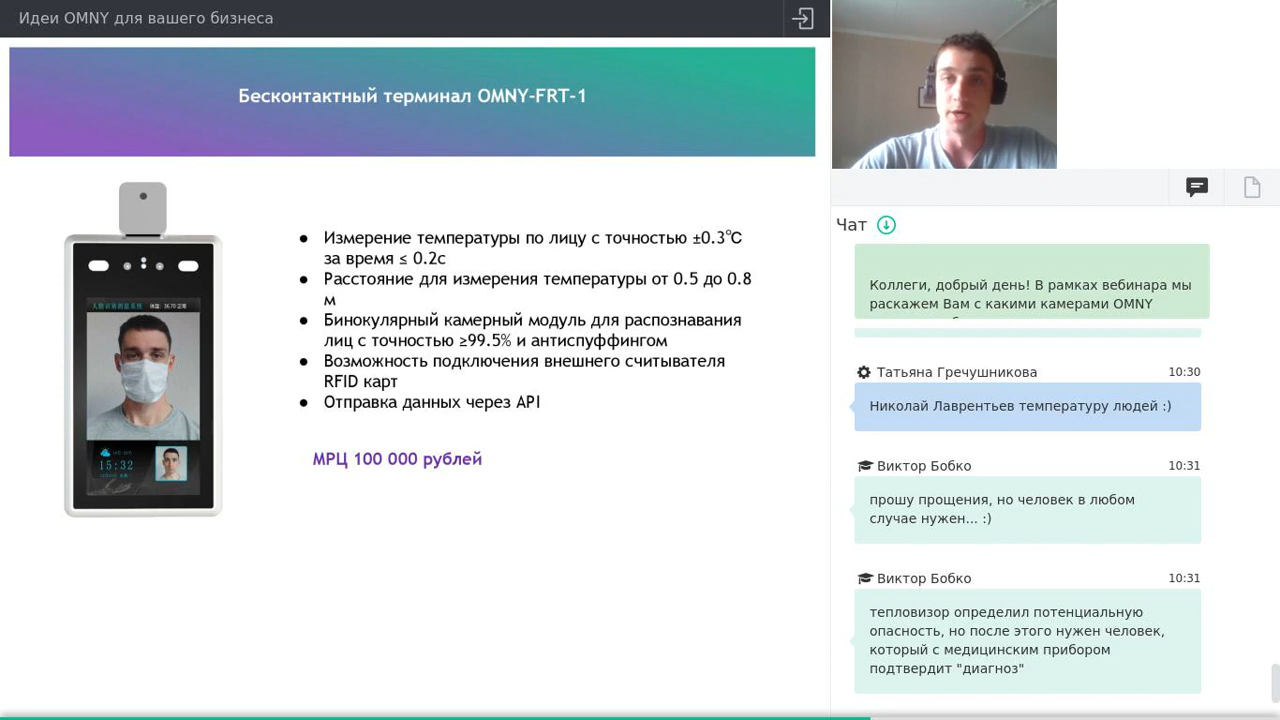 Идеи OMNY для вашего бизнеса
Бесконтактный терминал OMNY-FRT-1
● Измерение температуры по лицу с точностью ±0.3℃
за время ≤ 0.2с
● Расстояние для измерения температуры от 0.5 до 0.8
м
● Бинокулярный камерный модуль для распознавания
лиц с точностью ≥99.5% и антиспуффингом
● Возможность подключения внешнего считывателя
RFID карт
● Отправка данных через API
МРЦ 100 000 рублей
15:32
Чат
Коллеги, добрый день! В рамках вебинара мы
раскажем Вам с какими камерами OMNY
Татьяна Гречушникова 10:30
Николай Лаврентьев температуру людей :)
Виктор Бобко 10:31
прошу прощения, но человек в любом
случае нужен... :)
Виктор Бобко 10:31
тепловизор определил потенциальную
опасность, но после этого нужен человек,
который с медицинским прибором
подтвердит "диагноз"